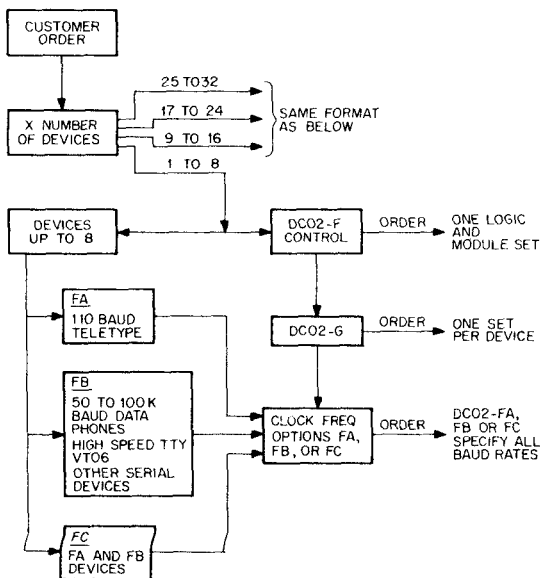 CUSTOMER
ORDER
X NUMBER
OF DEVICES
25 TO 32
17 TO 24
9 TO 16
1 TO 8
SAME FORMAT
AS BELOW
DEVICES
UP TO 8
DC02-F
CONTROL
ORDER
ONE LOGIC
AND
MODULE SET
FA
110 BAUD
TELETYPE
DC02-G
ORDER
ONE SET
PER DEVICE
FB
50 TO 100K
BAUD DATA
PHONES
HIGH SPEED TTY
VT06
OTHER SERIAL
DEVICES
CLOCK FREQ
OPTIONS FA,
FB, OR FC
ORDER
DC02-FA,
FB OR FC
SPECIFY ALL
BAUD RATES
FC
FA AND FB
DEVICES